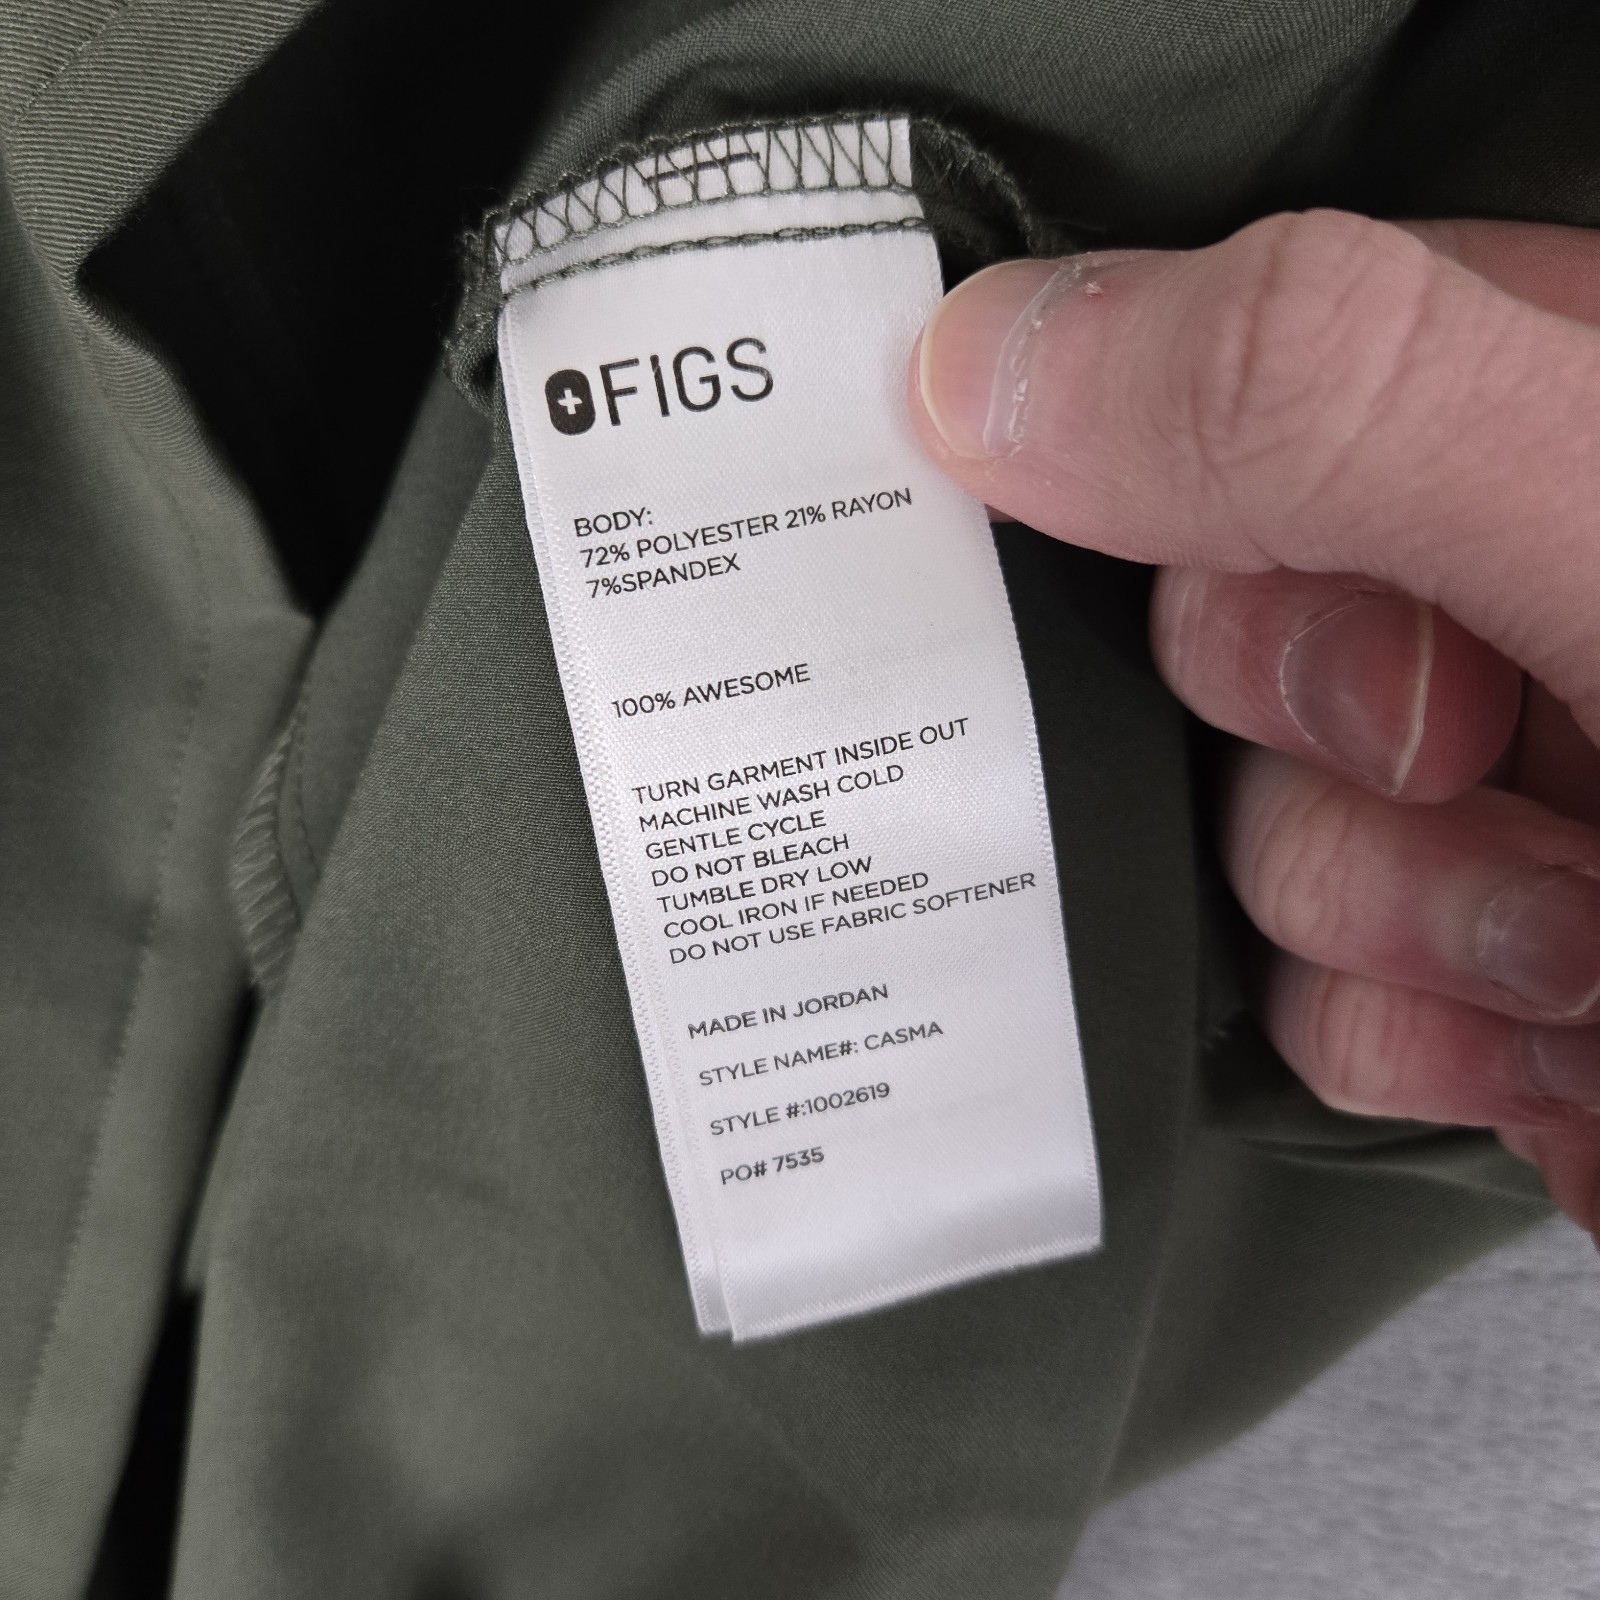 FIGS
BODY:
72% POLYESTER 21% RAYON
7%SPANDEX
100% AWESOME
TURN GARMENT INSIDE OUT
MACHINE WASH COLD
GENTLE CYCLE
DO NOT BLEACH
TUMBLE DRY LOW
COOL IRON IF NEEDED
DO NOT USE FABRIC SOFTENER
MADE IN JORDAN
STYLE NAME#: CASMA
STYLE #:1002619
PO# 7535